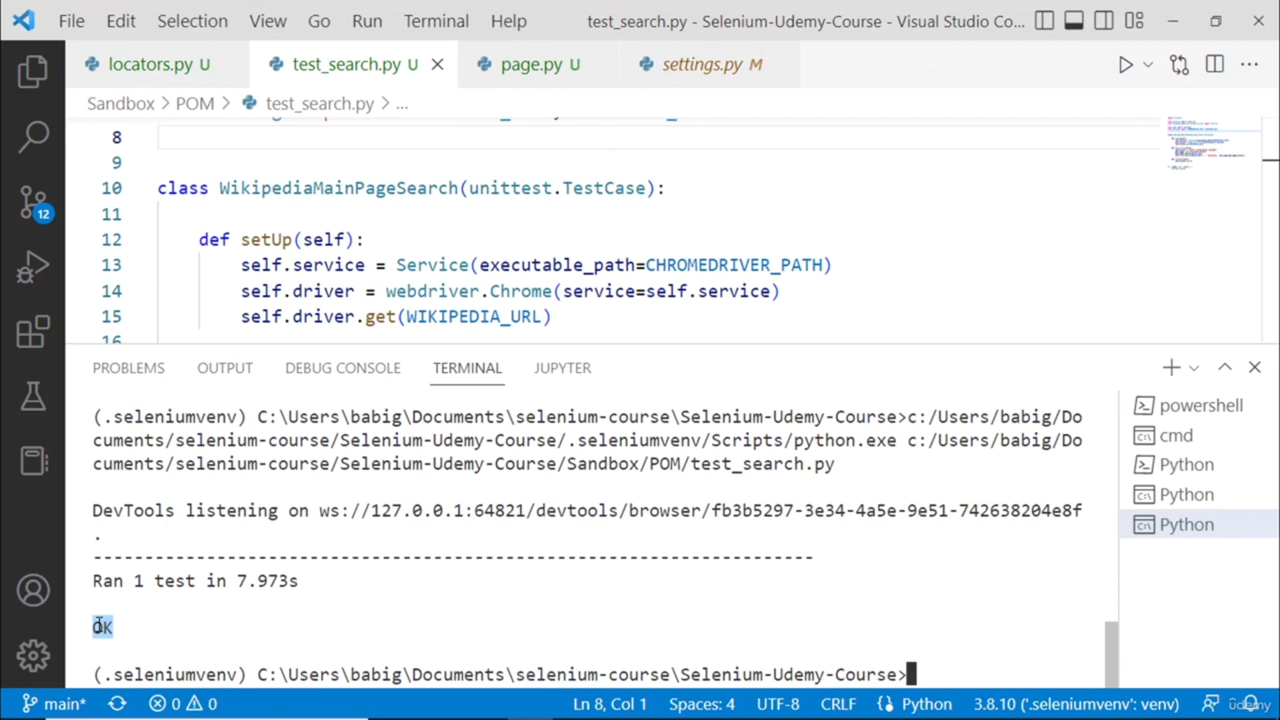 File Edit Selection View Go Run Terminal Help test_search.py - Selenium-Udemy-Course - Visual Studio Co...
locators.py U test_search.py U page.py U settings.py M
Sandbox > POM > test_search.py > ...
8
9
10 class WikipediaMainPageSearch(unittest.TestCase):
11
12 def setUp(self):
13 self.service = Service(executable_path=CHROMEDRIVER_PATH)
14 self.driver = webdriver.Chrome(service=self.service)
15 self.driver.get(WIKIPEDIA_URL)
16
PROBLEMS OUTPUT DEBUG CONSOLE TERMINAL JUPYTER
(.seleniumvenv) C:\Users\babig\Documents\selenium-course\Selenium-Udemy-Course>c:/Users/babig/Do
cuments/selenium-course/Selenium-Udemy-Course/.seleniumvenv/Scripts/python.exe c:/Users/babig/Do
cuments/selenium-course/Selenium-Udemy-Course/Sandbox/POM/test_search.py
DevTools listening on ws://127.0.0.1:64821/devtools/browser/fb3b5297-3e34-4a5e-9e51-742638204e8f
.
----------------------------------------------------------------------
Ran 1 test in 7.973s
OK
(.seleniumvenv) C:\Users\babig\Documents\selenium-course\Selenium-Udemy-Course>
powershell
cmd
Python
Python
Python
12
main* 0 0 Ln 8, Col 1 Spaces: 4 UTF-8 CRLF Python 3.8.10 ('.seleniumvenv': venv)
udemy